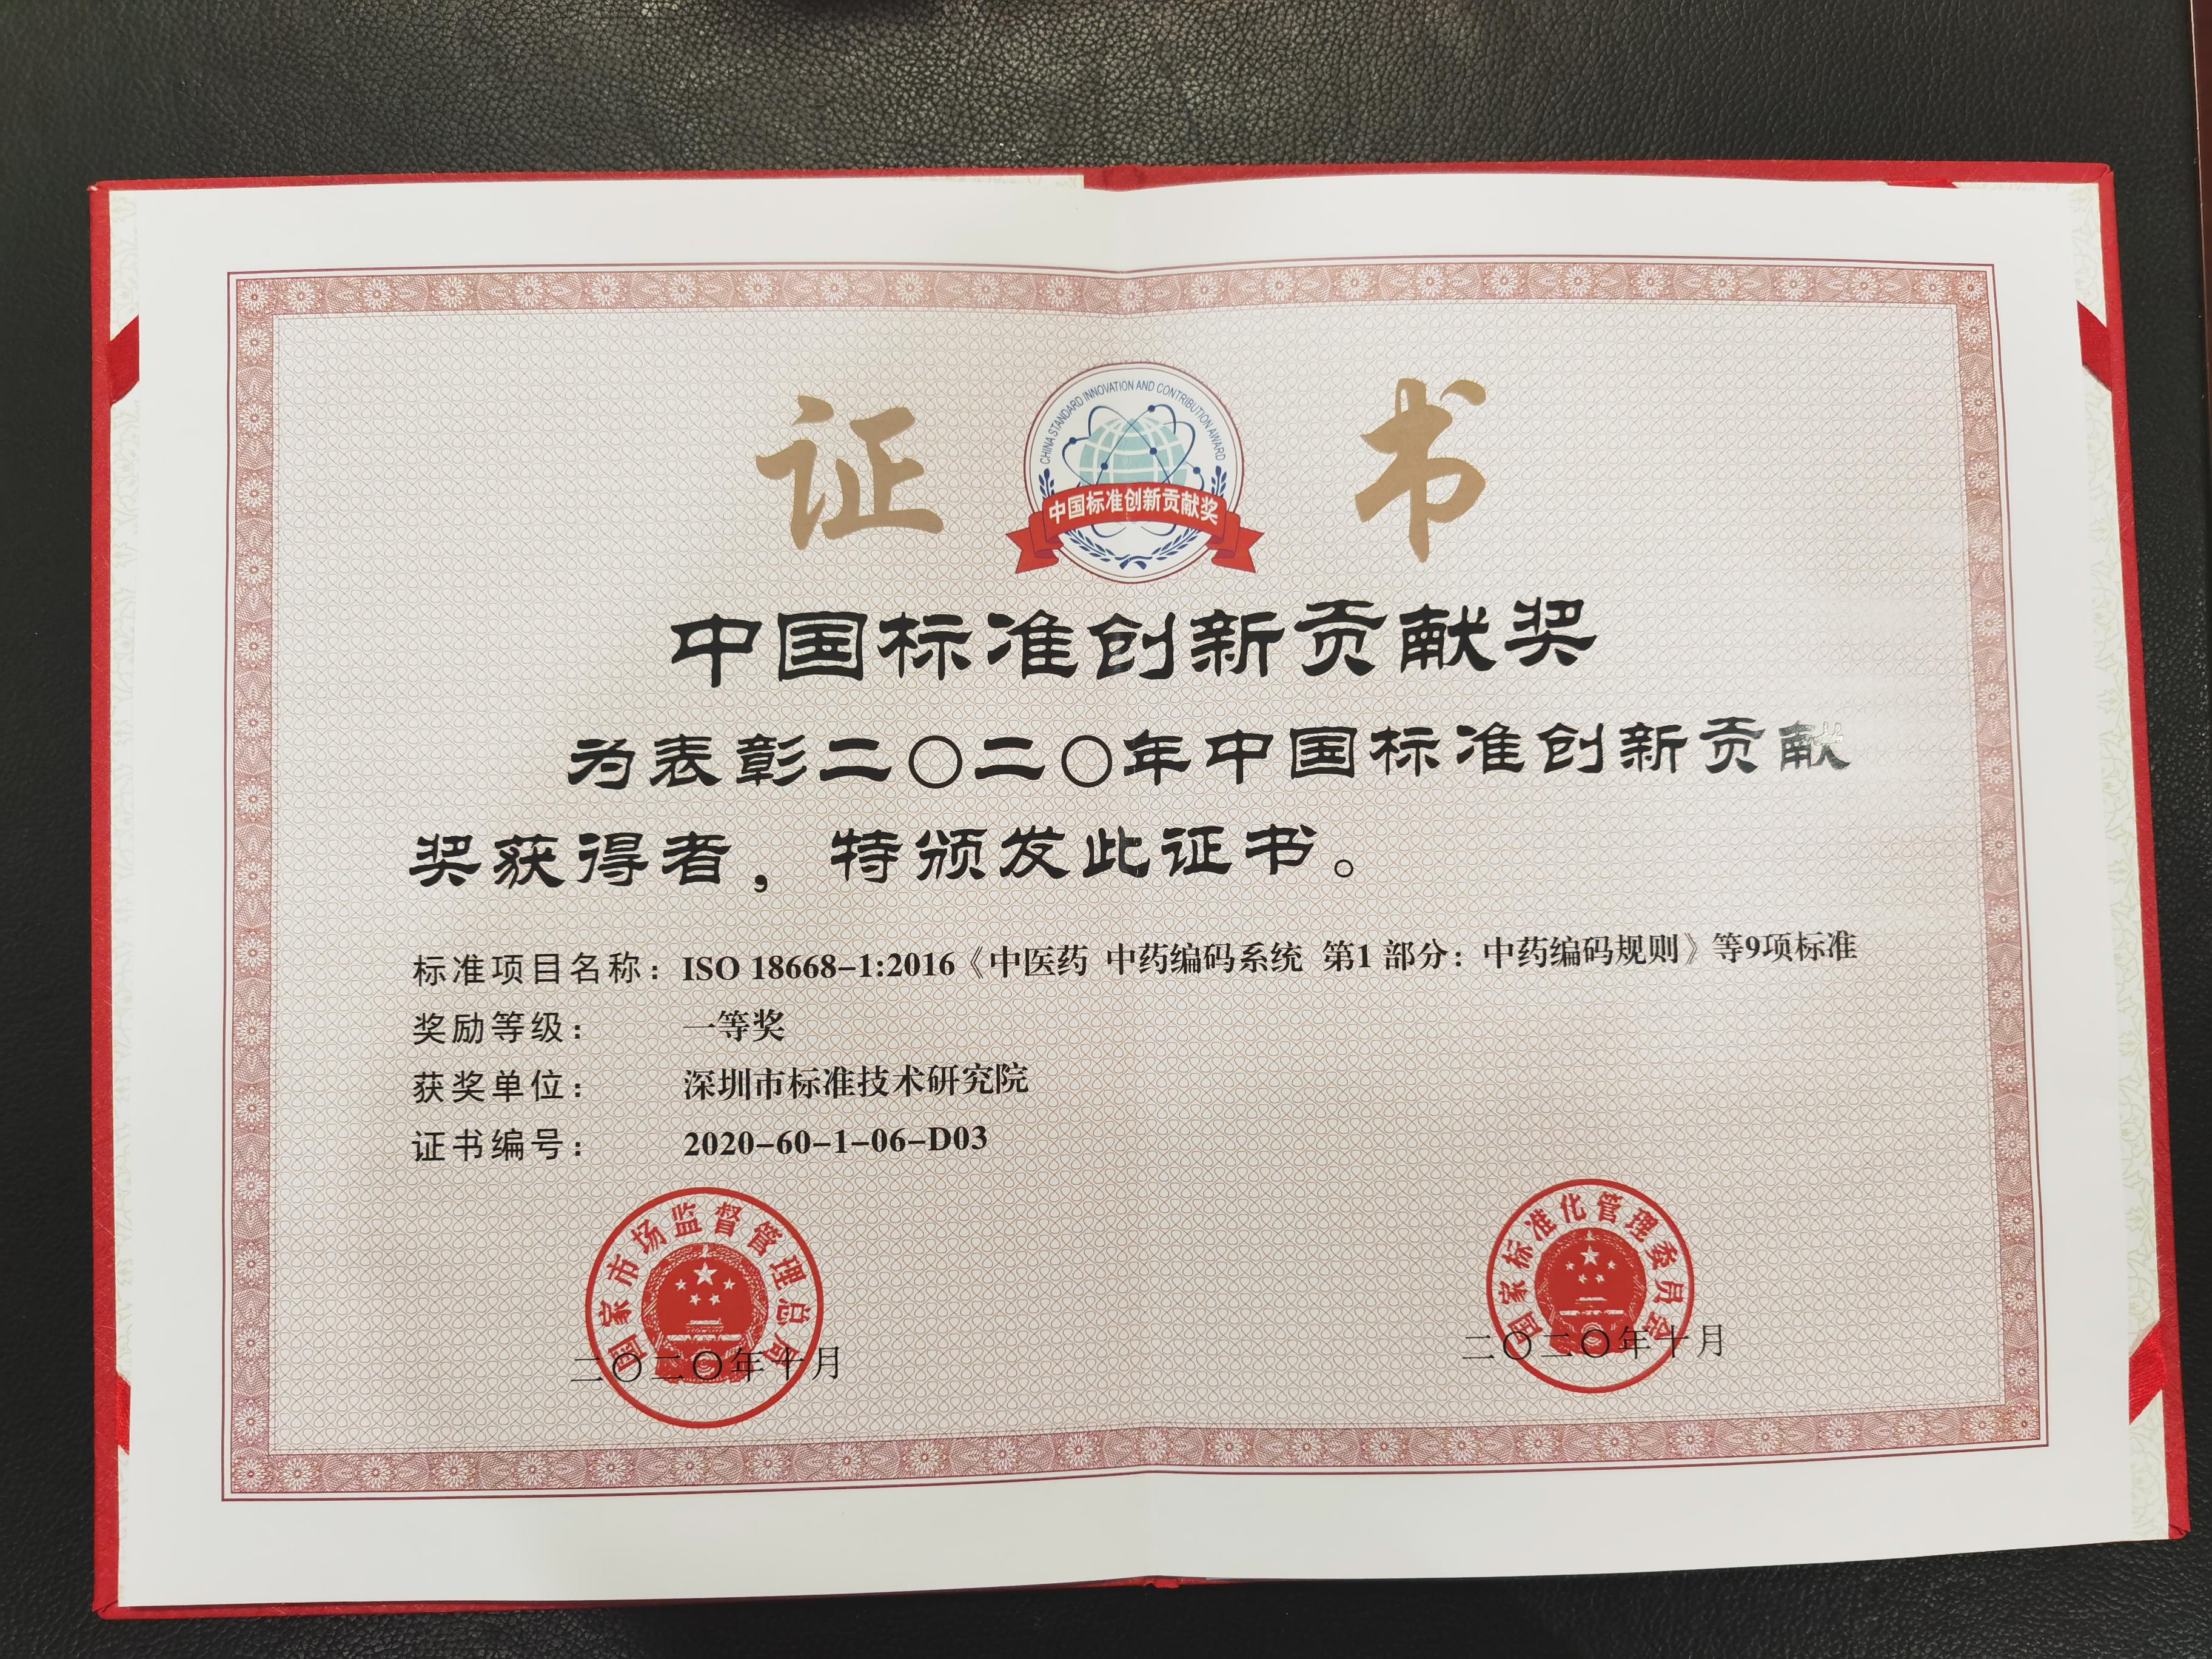 证 书
CHINA STANDARD INNOVATION AND CONTRIBUTION AWARD
中国标准创新贡献奖
中国标准创新贡献奖
为表彰二〇二〇年中国标准创新贡献
奖获得者，特颁发此证书。
标准项目名称：ISO 18668-1:2016《中医药 中药编码系统 第1 部分：中药编码规则》等9项标准
奖励等级： 一等奖
获奖单位： 深圳市标准技术研究院
证书编号： 2020-60-1-06-D03
国家市场监督管理总局
二〇二〇年十月
国家标准化管理委员会
二〇二〇年十月